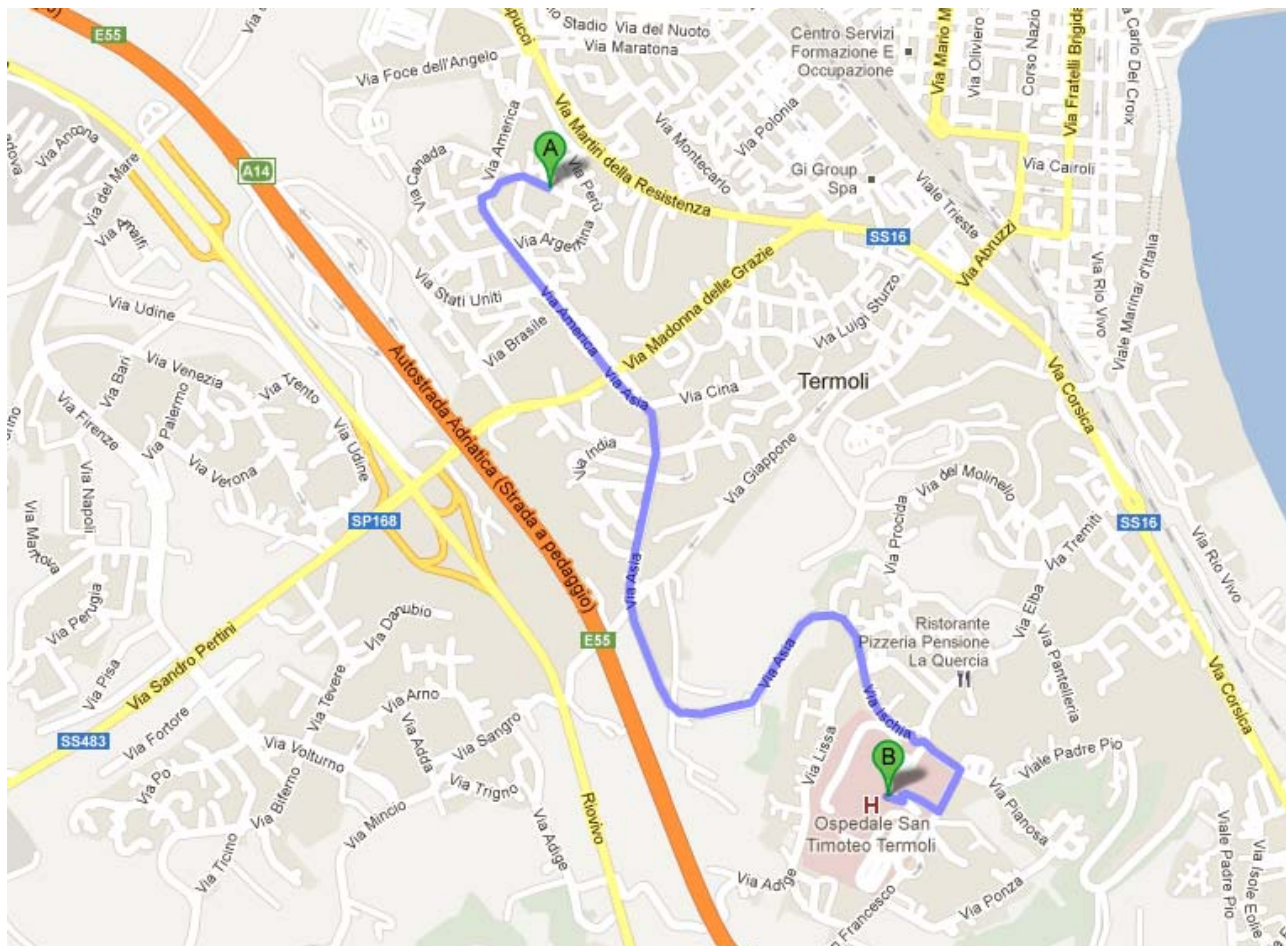 E55
Stadio
Via del Nuoto
Via Maratona
Via Foce dell'Angelo
Centro Servizi
Formazione E
Occupazione
Via Oliviero
Corso Nazio
Via Fratelli Brigida
Via Carlo Del Croix
Via Mario M
Via Ancona
Via del Mare
A14
Via Canada
Via America
A
Via Perù
Via Martiri della Resistenza
Via Montecarlo
Via Polonia
Gi Group
Spa
Via Cairoli
Viale Trieste
SS16
Via Abruzzi
Via Argentina
Via Stati Uniti
Via Udine
Via Brasile
Via America
Via Madonna delle Grazie
Via Luigi Sturzo
Via Rio Vivo
Viale Marinai d'Italia
Via Venezia
Via Bari
Via Trento
Via Asia
Via Cina
Termoli
Via Corsica
Via Firenze
Via Palermo
Via Verona
Via Udine
Autostrada Adriatica (Strada a pedaggio)
Via India
Via Giappone
Via del Molinello
Via Napoli
SP168
Via Procida
Via Tremiti
SS16
Via Rio Vivo
Via Perugia
Via Danubio
Via Asia
E55
Via Elba
Ristorante
Pizzeria Pensione
La Quercia
Via Pantelleria
Via Sandro Pertini
Via Pisa
Via Tevere
Via Arno
Via Asia
Via Ischia
Via Corsica
SS483
Via Fortore
Via Volturno
Via Adda
Via Sangro
Via Lissa
B
Viale Padre Pio
Via Po
Via Biferno
Via Trigno
Riovivo
H
Ospedale San
Timoteo Termoli
Via Pianosa
Via Mincio
Via Ticino
Via Adige
Via Adige
Via Ponza
Francesco
Viale Padre Pio
Via Isole Eolie